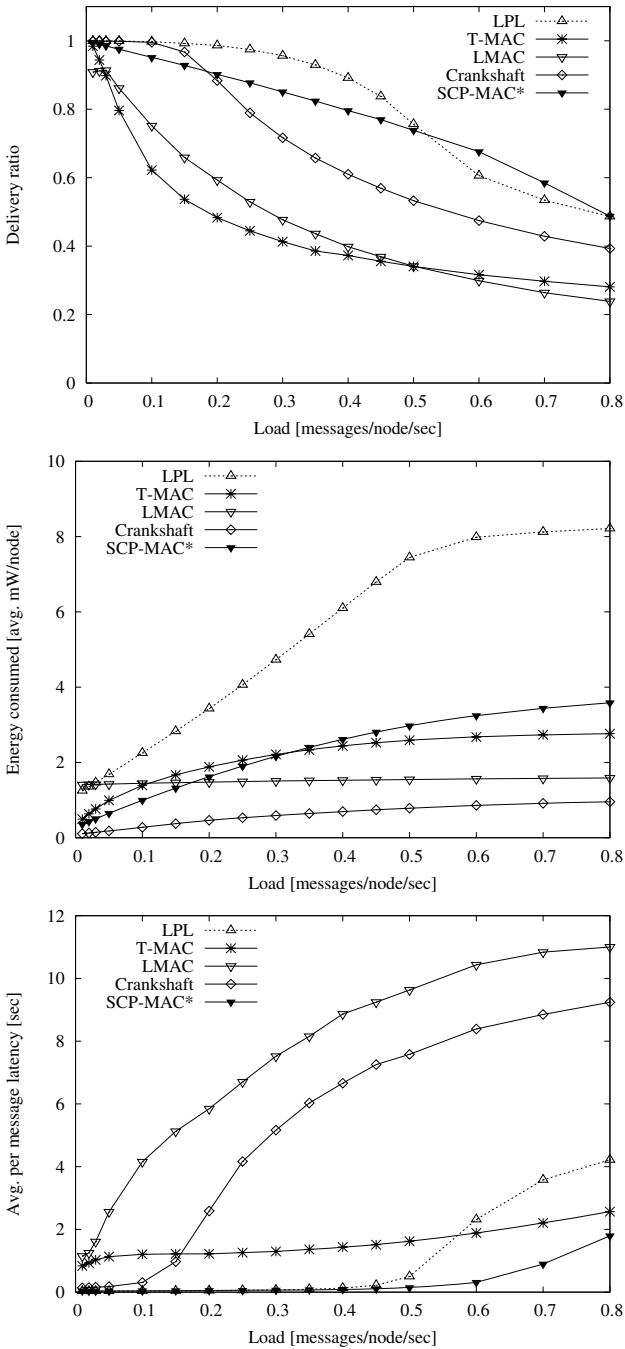 1
0.8
0.6
0.4
0.2
0
Delivery ratio
LPL
T-MAC
LMAC
Crankshaft
SCP-MAC*
0 0.1 0.2 0.3 0.4 0.5 0.6 0.7 0.8
Load [messages/node/sec]
10
8
6
4
2
0
Energy consumed [avg. mW/node]
LPL
T-MAC
LMAC
Crankshaft
SCP-MAC*
0 0.1 0.2 0.3 0.4 0.5 0.6 0.7 0.8
Load [messages/node/sec]
12
10
8
6
4
2
0
Avg. per message latency [sec]
LPL
T-MAC
LMAC
Crankshaft
SCP-MAC*
0 0.1 0.2 0.3 0.4 0.5 0.6 0.7 0.8
Load [messages/node/sec]